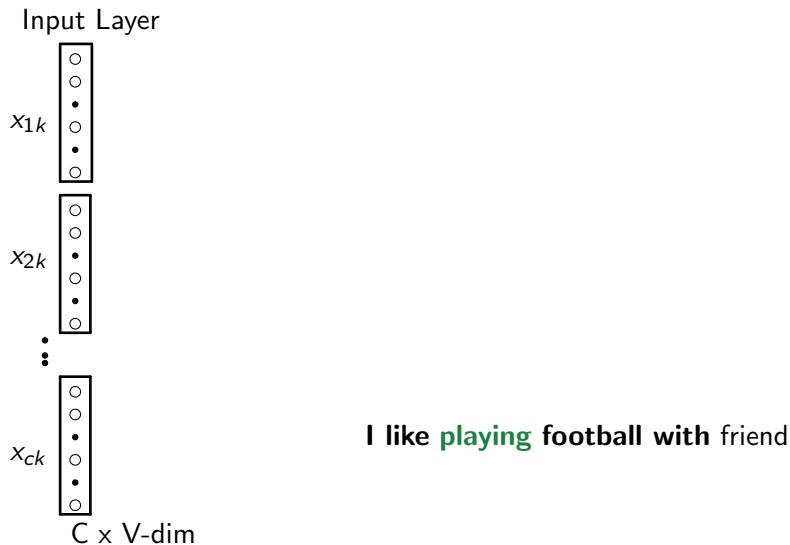 Input Layer
x1k
x2k
xck
I like playing football with friend
C x V-dim